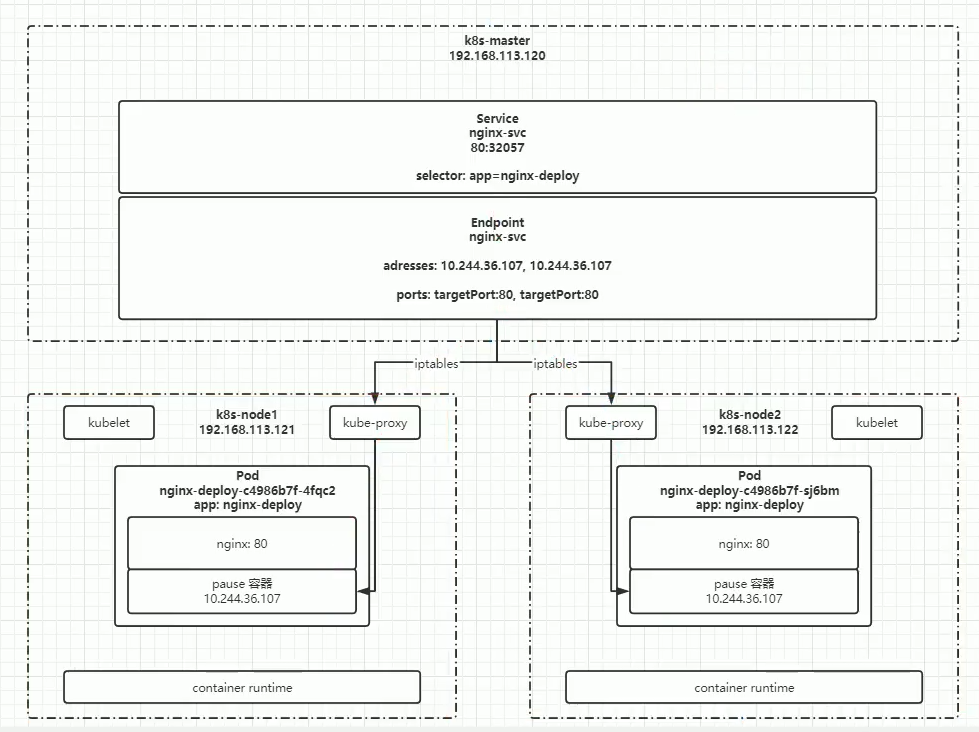 k8s-master
192.168.113.120
Service
nginx-svc
80:32057
selector: app=nginx-deploy
Endpoint
nginx-svc
adresses: 10.244.36.107, 10.244.36.107
ports: targetPort:80, targetPort:80
iptables
iptables
kubelet
k8s-node1
192.168.113.121
kube-proxy
Pod
nginx-deploy-c4986b7f-4fqc2
app: nginx-deploy
nginx: 80
pause 容器
10.244.36.107
container runtime
kube-proxy
k8s-node2
192.168.113.122
kubelet
Pod
nginx-deploy-c4986b7f-sj6bm
app: nginx-deploy
nginx: 80
pause 容器
10.244.36.107
container runtime